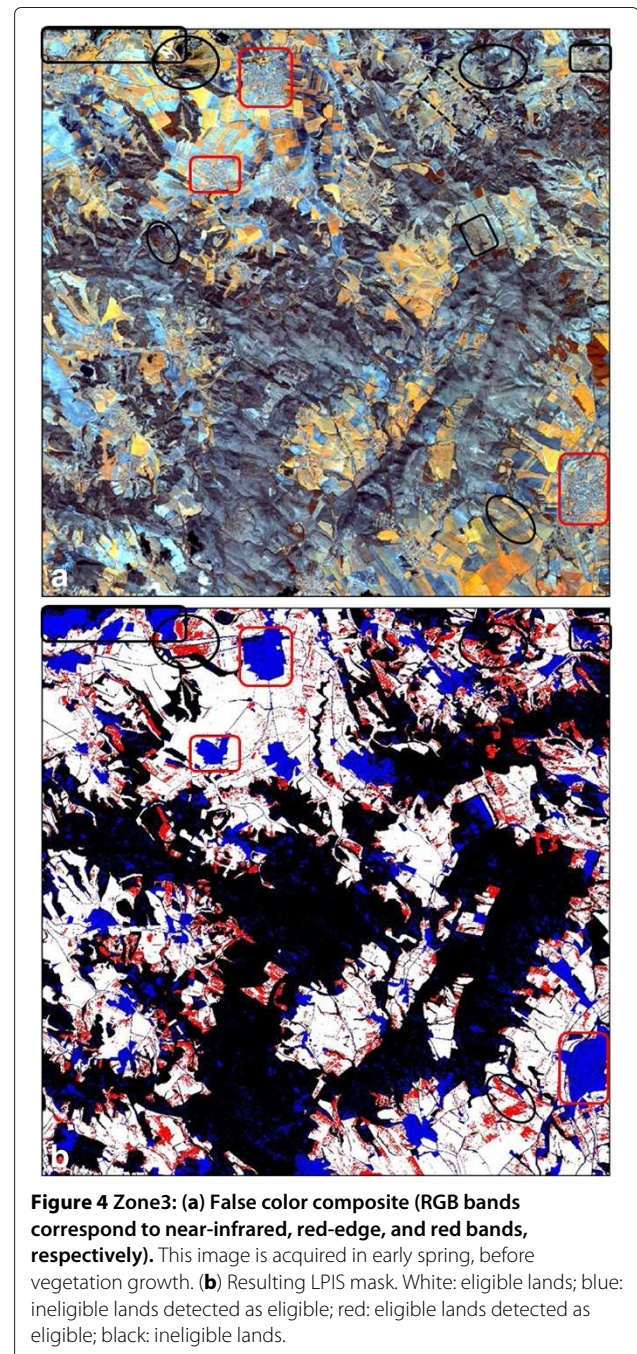 a
b
Figure 4 Zone3: (a) False color composite (RGB bands
correspond to near-infrared, red-edge, and red bands,
respectively). This image is acquired in early spring, before
vegetation growth. (b) Resulting LPIS mask. White: eligible lands; blue:
ineligible lands detected as eligible; red: eligible lands detected as
eligible; black: ineligible lands.